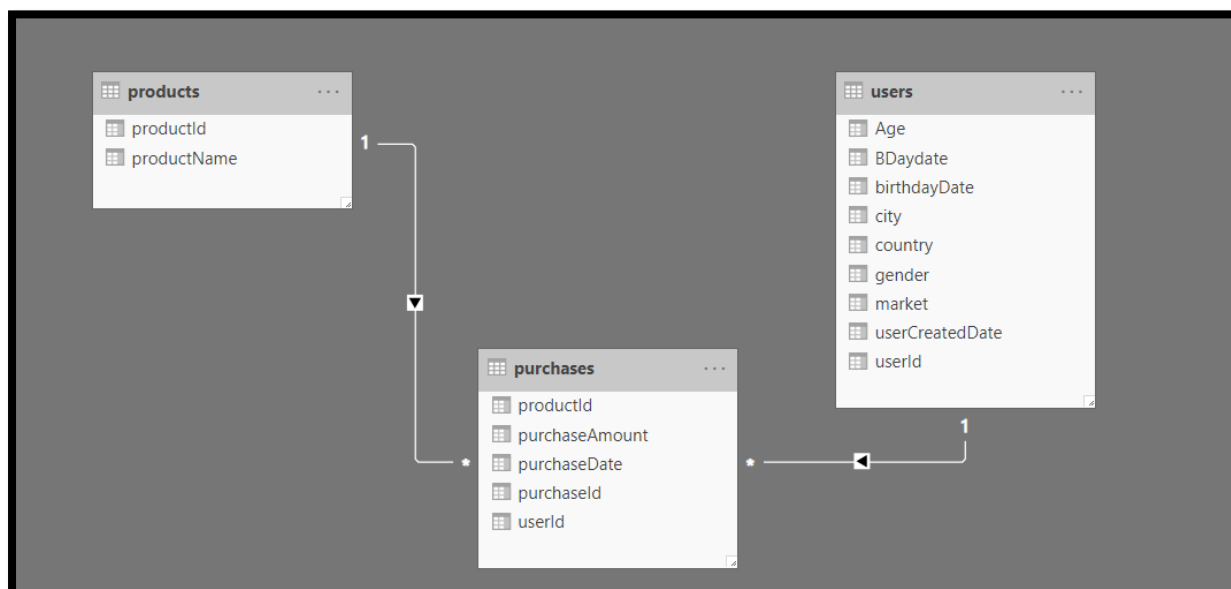 products
productId
productName
1
users
Age
BDaydate
birthdayDate
city
country
gender
market
userCreatedDate
userId
1
purchases
productId
purchaseAmount
purchaseDate
purchaseId
userId
*
*